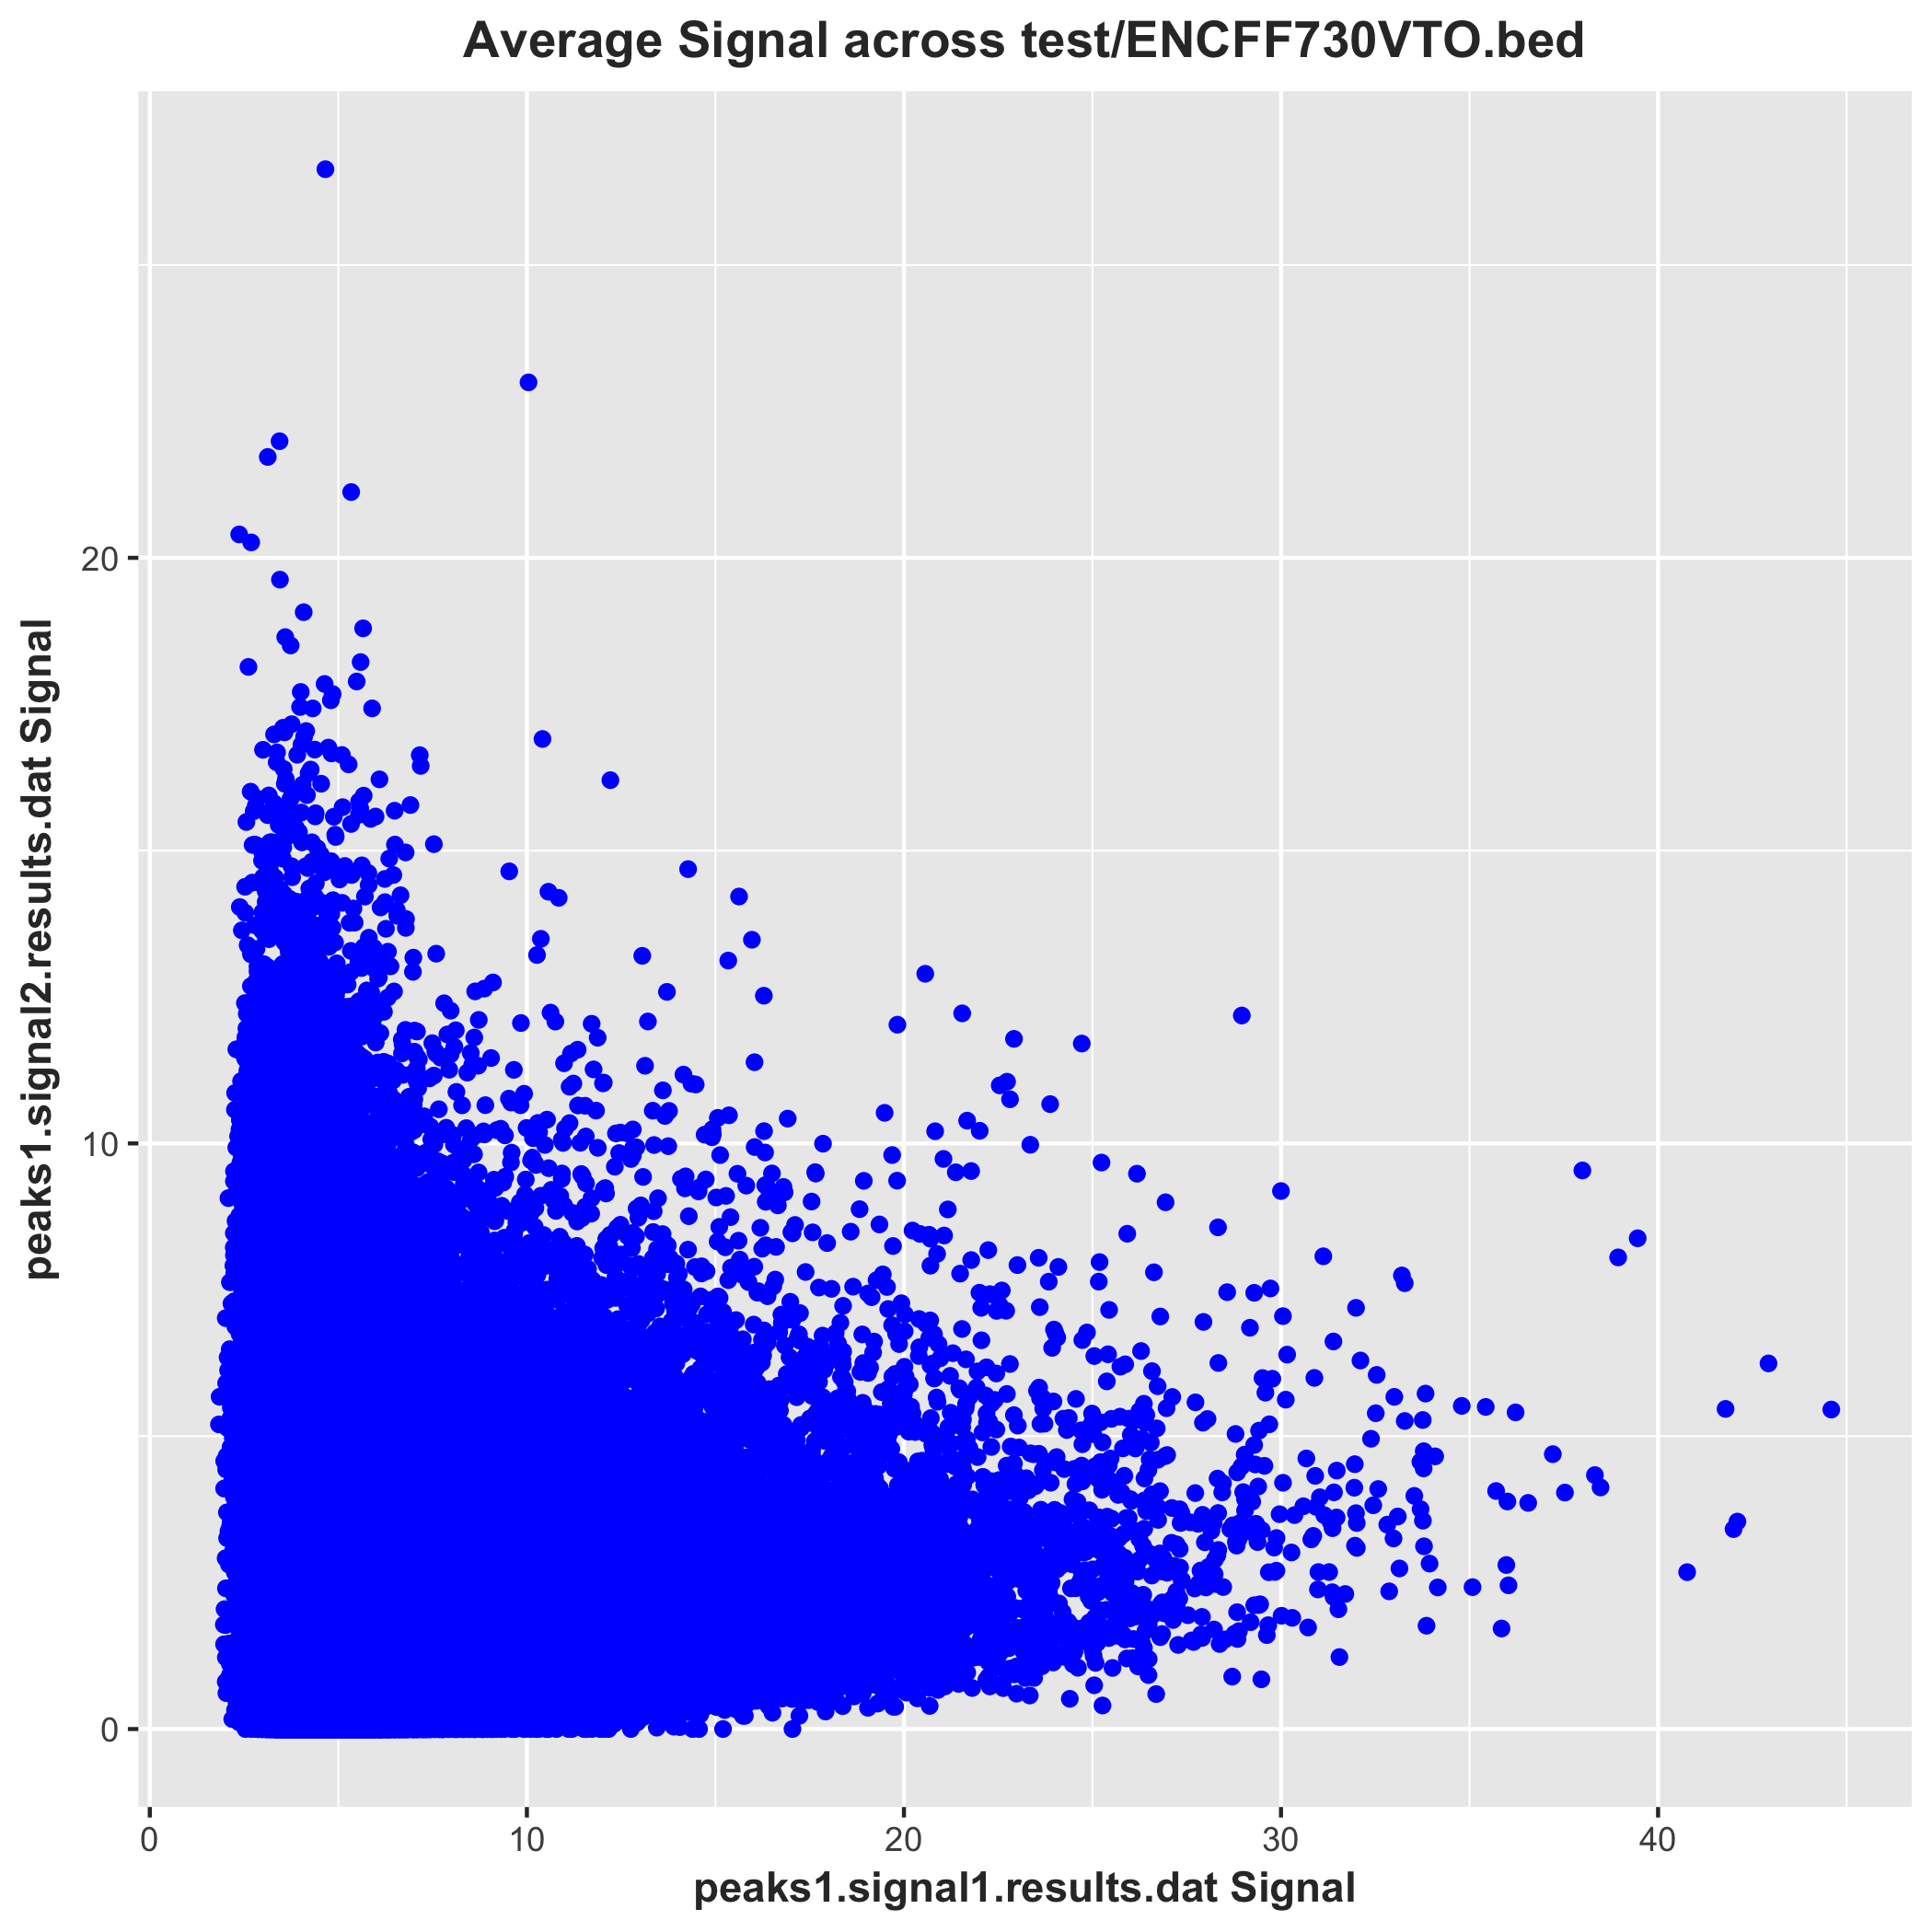 Average Signal across test/ENCFF730VTO.bed
peaks1.signal2.results.dat Signal
20
10
0
0 10 20 30 40
peaks1.signal1.results.dat Signal